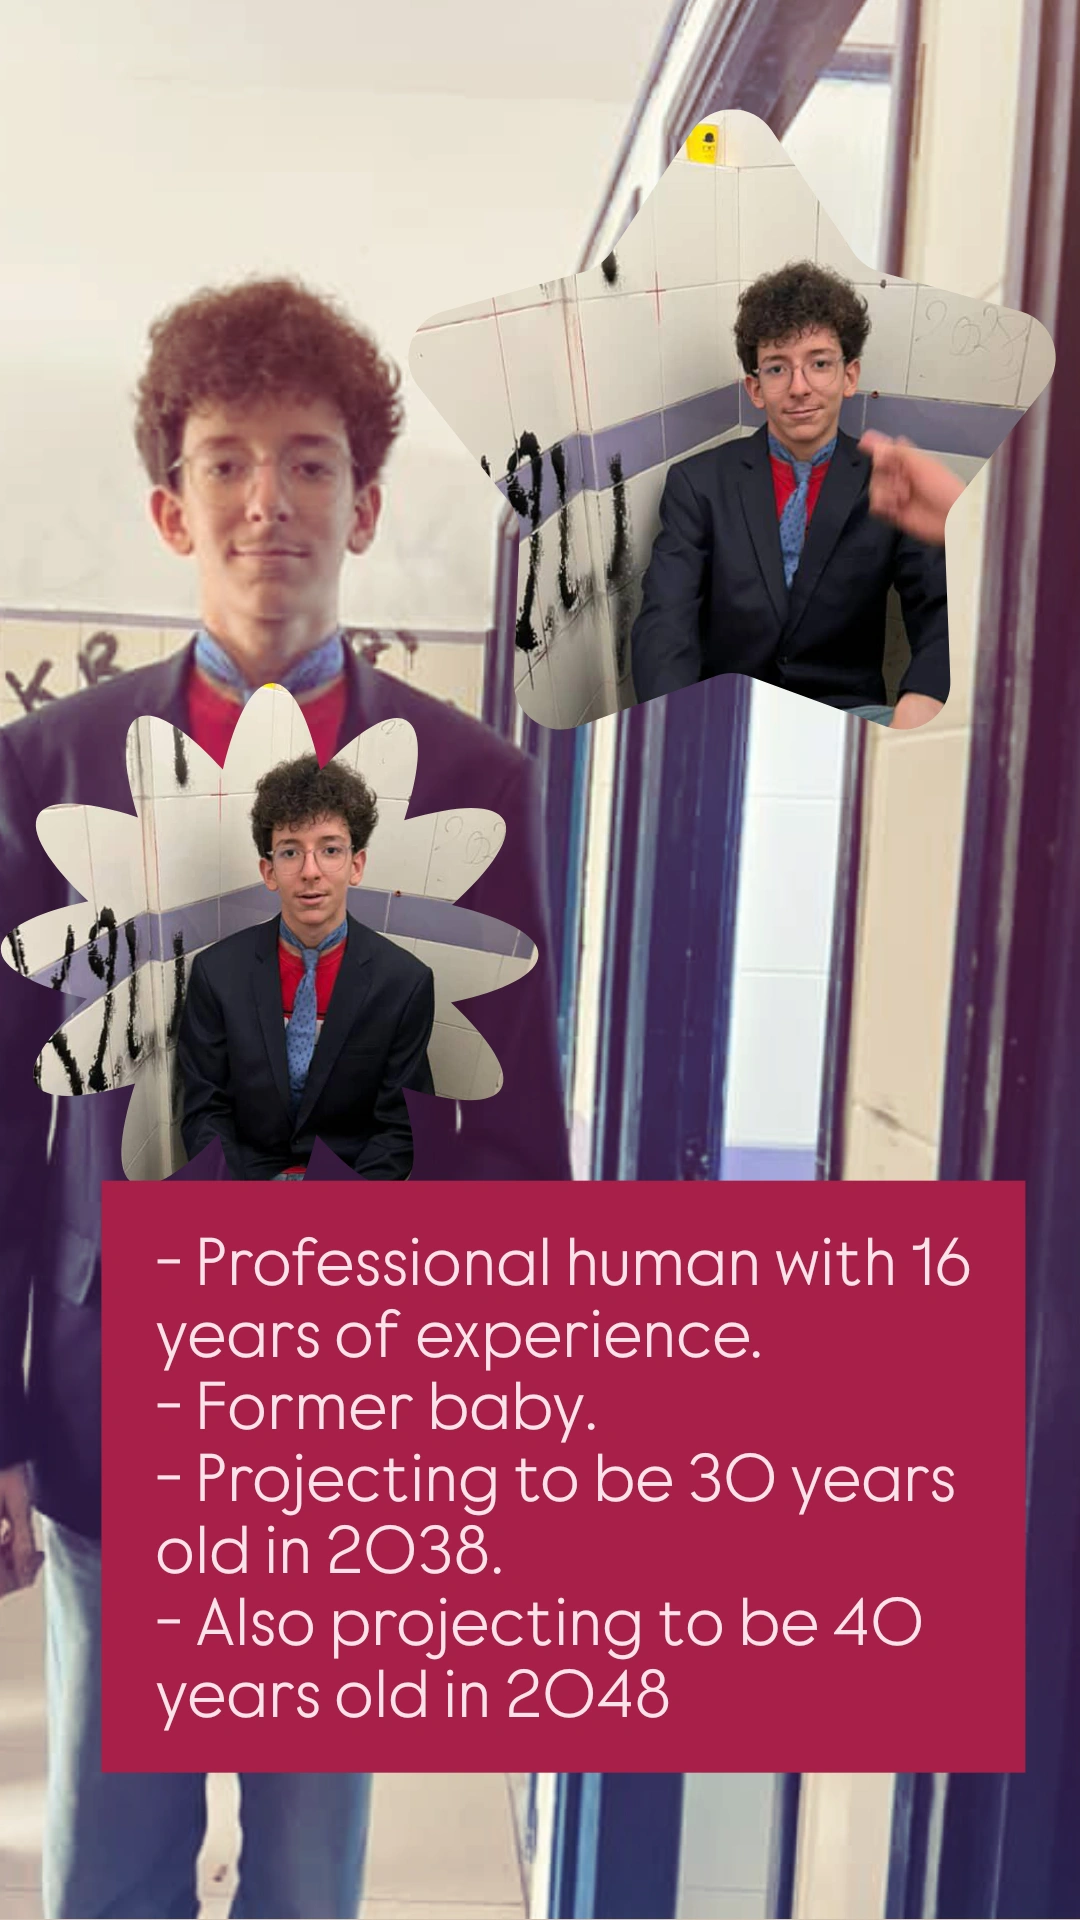 - Professional human with 16
years of experience.
- Former baby.
- Projecting to be 30 years
old in 2038.
- Also projecting to be 40
years old in 2048